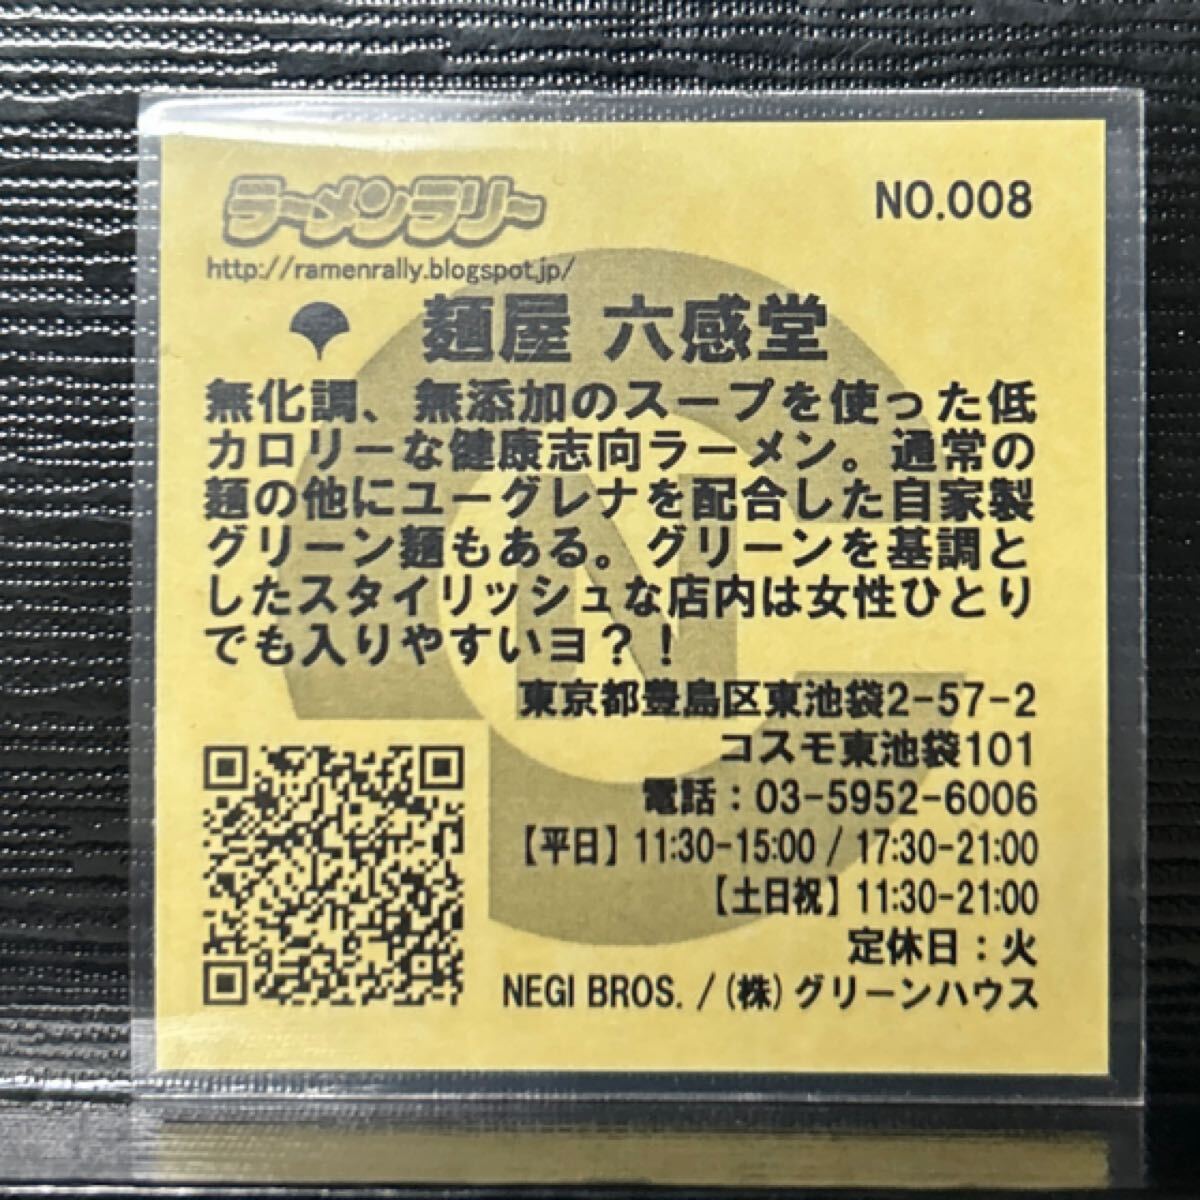 ラーメンラリー
NO.008
http://ramenrally.blogspot.jp/
麺屋 六感堂
無化調、無添加のスープを使った低
カロリーな健康志向ラーメン。通常の
麺の他にユーグレナを配合した自家製
グリーン麺もある。グリーンを基調と
したスタイリッシュな店内は女性ひとり
でも入りやすいヨ？！
東京都豊島区東池袋2-57-2
コスモ東池袋101
電話：03-5952-6006
【平日】11:30-15:00 / 17:30-21:00
【土日祝】11:30-21:00
定休日：火
NEGI BROS. / (株) グリーンハウス